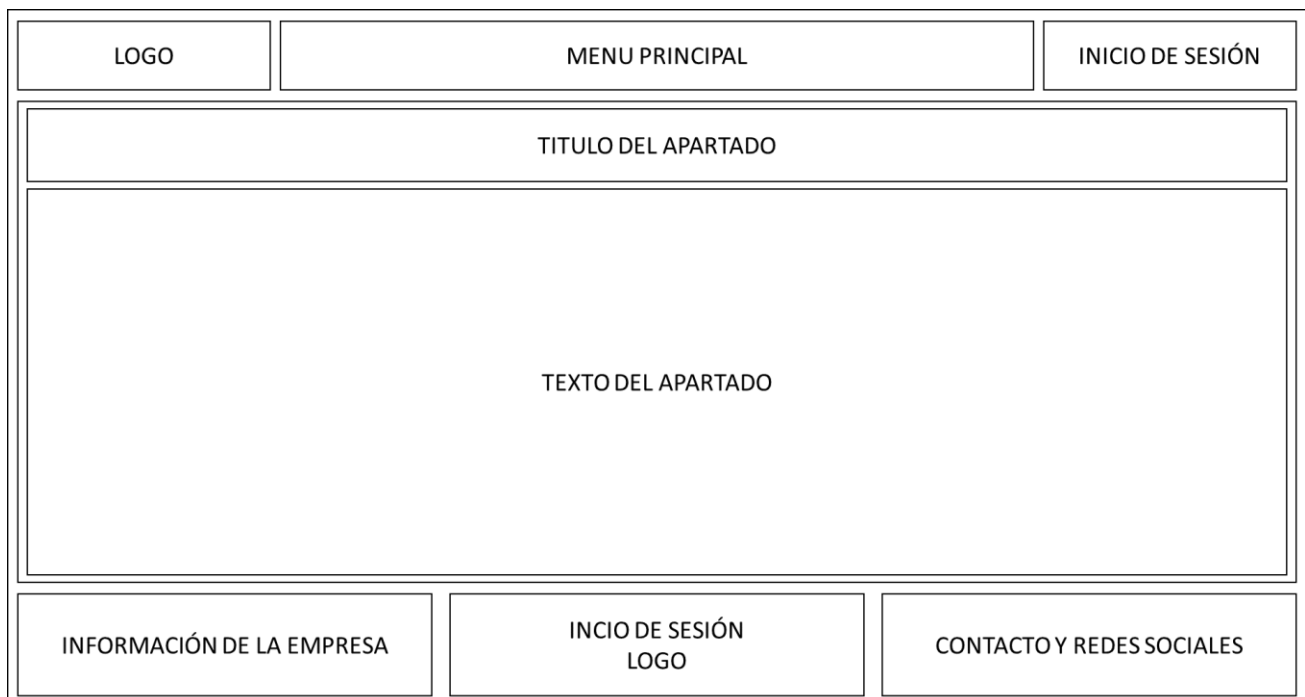 LOGO
MENU PRINCIPAL
INICIO DE SESIÓN
TITULO DEL APARTADO
TEXTO DEL APARTADO
INFORMACIÓN DE LA EMPRESA
INCIO DE SESIÓN
LOGO
CONTACTO Y REDES SOCIALES